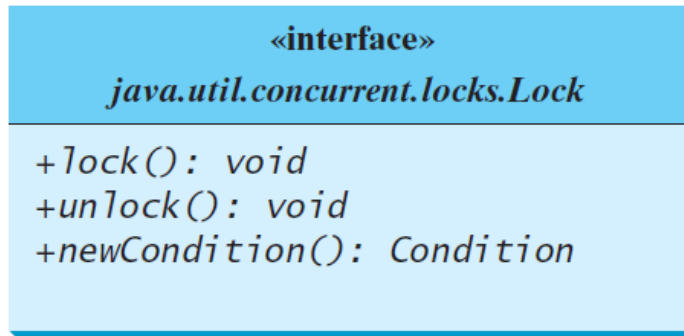 «interface»
java.util.concurrent.locks.Lock
+lock(): void
+unlock(): void
+newCondition(): Condition